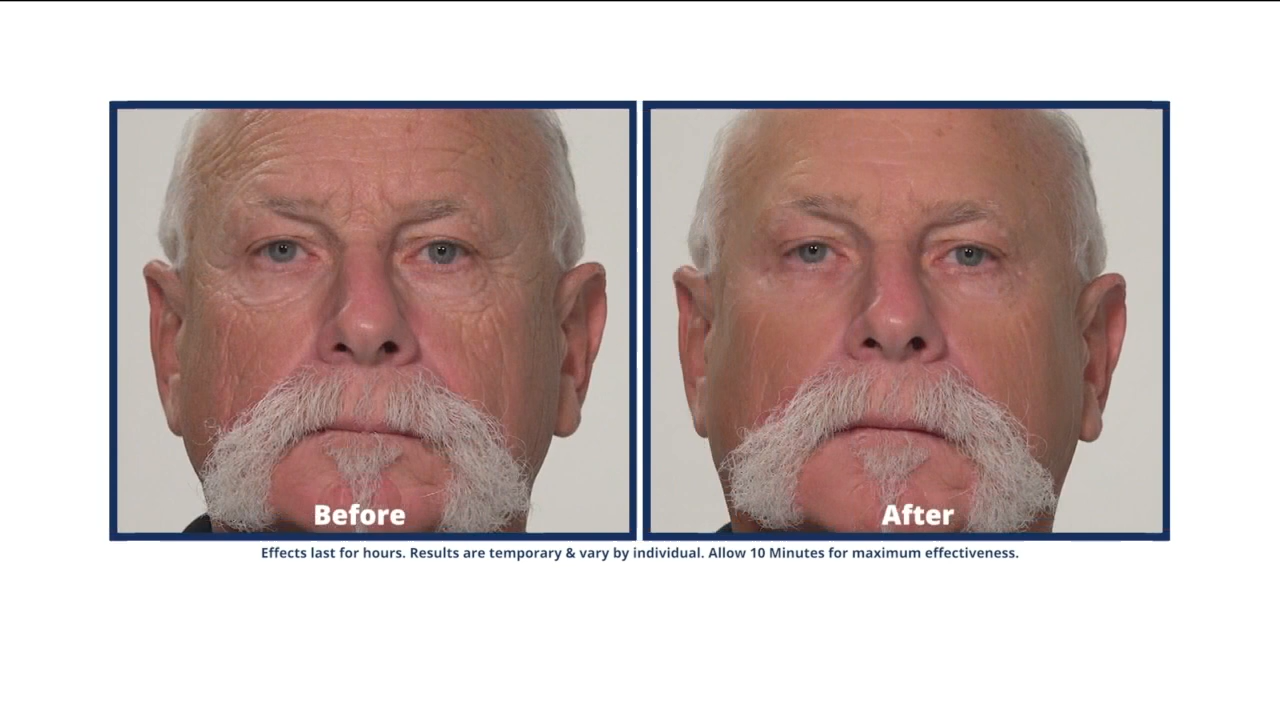 Before
After
Effects last for hours. Results are temporary & vary by individual. Allow 10 Minutes for maximum effectiveness.